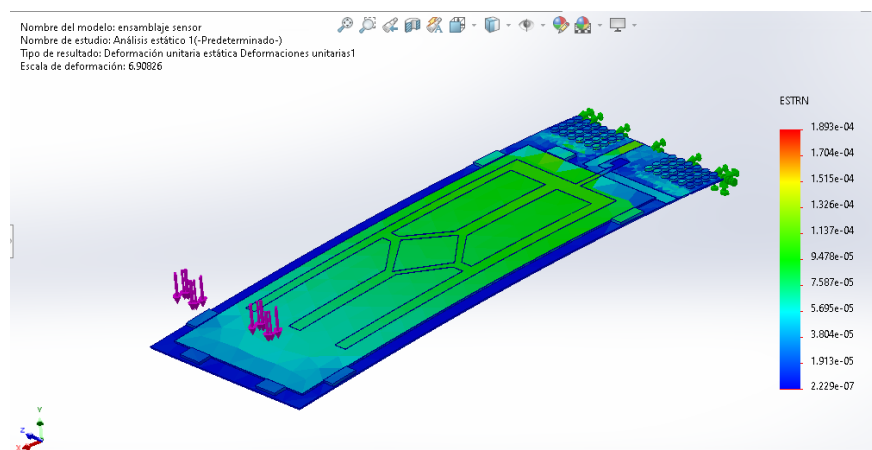 Nombre del modelo: ensamblaje sensor
Nombre de estudio: Análisis estático 1(-Predeterminado-)
Tipo de resultado: Deformación unitaria estática Deformaciones unitarias1
Escala de deformación: 6.90826
ESTRN
1.893e-04
1.704e-04
1.515e-04
1.326e-04
1.137e-04
9.478e-05
7.587e-05
5.695e-05
3.804e-05
1.913e-05
2.229e-07
Y
Z
X